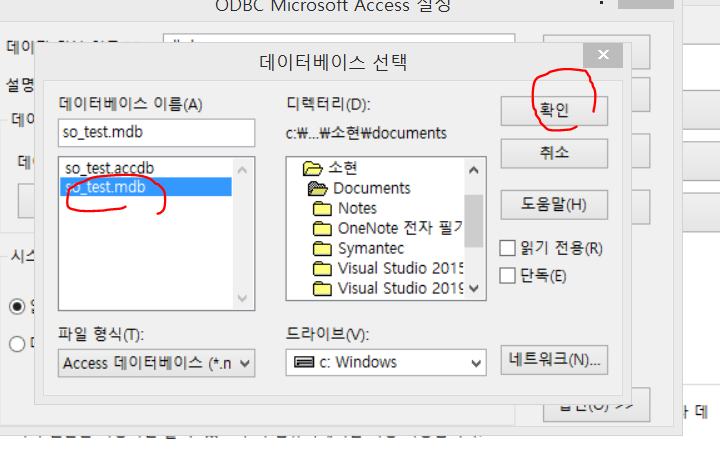 ODBC Microsoft Access 설정
데이터베이스 선택
데이터베이스 이름(A)
so_test.mdb
so_test.accdb
so_test.mdb
파일 형식(T):
Access 데이터베이스 (*.m
디렉터리(D):
c:₩...₩소현₩documents
소현
Documents
Notes
OneNote 전자 필기
Symantec
Visual Studio 2015
Visual Studio 2019
드라이브(V):
c: Windows
확인
취소
도움말(H)
읽기 전용(R)
단독(E)
네트워크(N)...
설명
시스